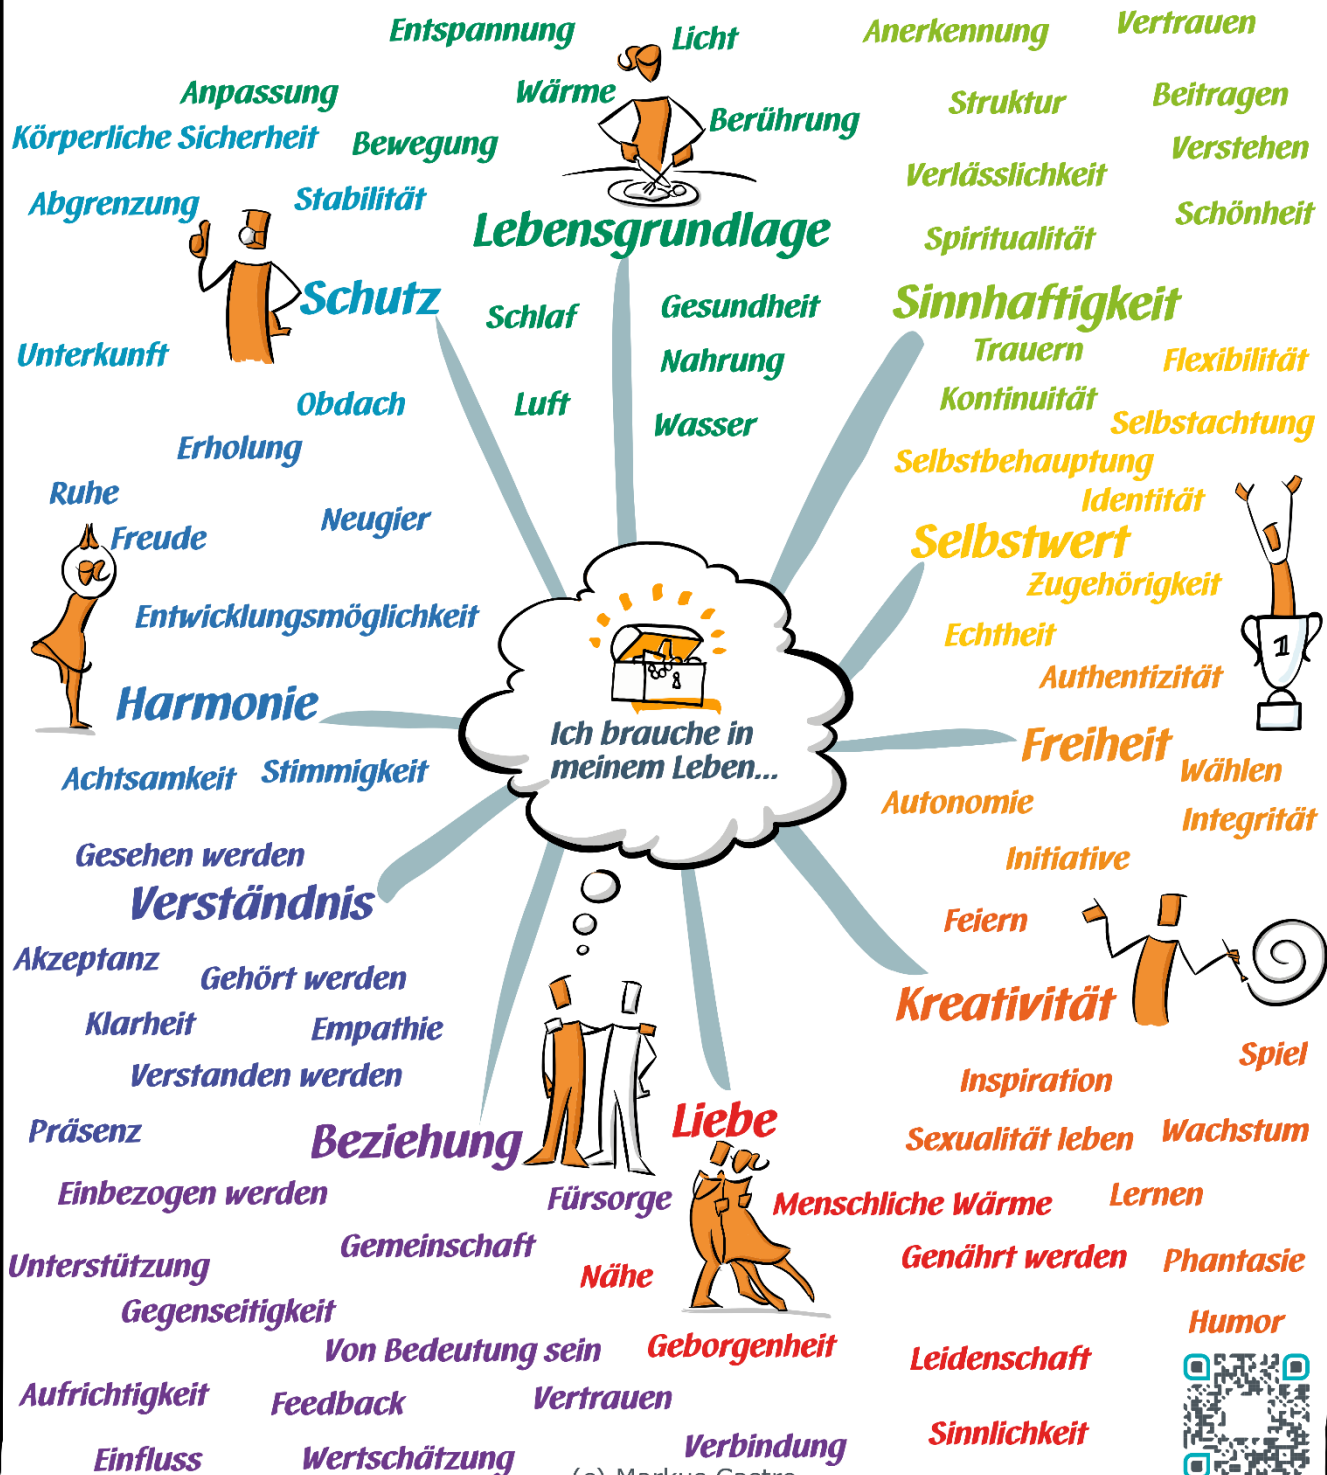 Entspannung
Licht
Anerkennung
Vertrauen
Anpassung
Wärme
Berührung
Struktur
Beitragen
Körperliche Sicherheit
Bewegung
Verstehen
Verlässlichkeit
Abgrenzung
Stabilität
Schönheit
Lebensgrundlage
Spiritualität
Schutz
Schlaf
Gesundheit
Sinnhaftigkeit
Unterkunft
Nahrung
Trauern
Flexibilität
Obdach
Luft
Wasser
Kontinuität
Selbstachtung
Erholung
Selbstbehauptung
Ruhe
Identität
Freude
Neugier
Selbstwert
Zugehörigkeit
Entwicklungsmöglichkeit
Echtheit
1
Authentizität
Harmonie
Ich brauche in
meinem Leben...
Freiheit
Achtsamkeit
Stimmigkeit
Wählen
Autonomie
Integrität
Gesehen werden
Initiative
Verständnis
Feiern
Akzeptanz
Gehört werden
Kreativität
Klarheit
Empathie
Spiel
Verstanden werden
Inspiration
Präsenz
Beziehung
Liebe
Sexualität leben
Wachstum
Einbezogen werden
Fürsorge
Menschliche Wärme
Lernen
Unterstützung
Gemeinschaft
Nähe
Genährt werden
Phantasie
Gegenseitigkeit
Humor
Von Bedeutung sein
Geborgenheit
Leidenschaft
Aufrichtigkeit
Feedback
Vertrauen
Einfluss
Wertschätzung
Verbindung
Sinnlichkeit
(c) Markus Castro